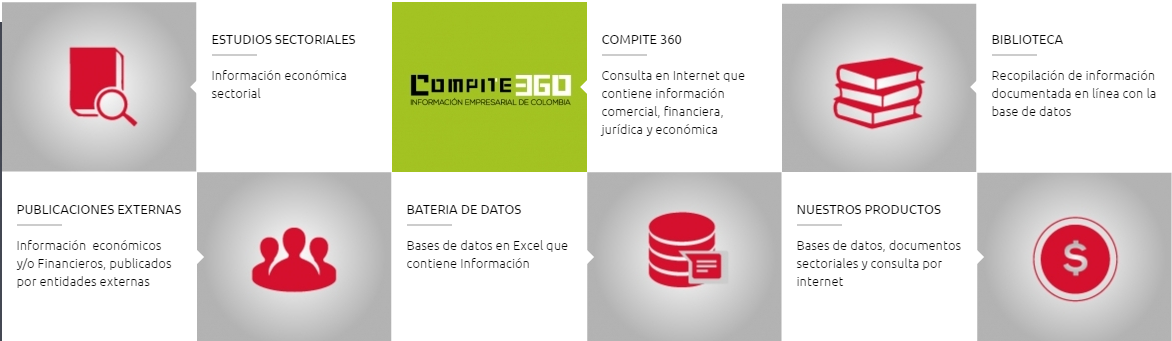 ESTUDIOS SECTORIALES
Información económica
sectorial
COMPITE 360
INFORMACIÓN EMPRESARIAL DE COLOMBIA
COMPITE 360
Consulta en Internet que
contiene información
comercial, financiera,
jurídica y económica
BIBLIOTECA
Recopilación de información
documentada en línea con la
base de datos
PUBLICACIONES EXTERNAS
Información económicos
y/o Financieros, publicados
por entidades externas
BATERIA DE DATOS
Bases de datos en Excel que
contiene Información
NUESTROS PRODUCTOS
Bases de datos, documentos
sectoriales y consulta por
internet
$